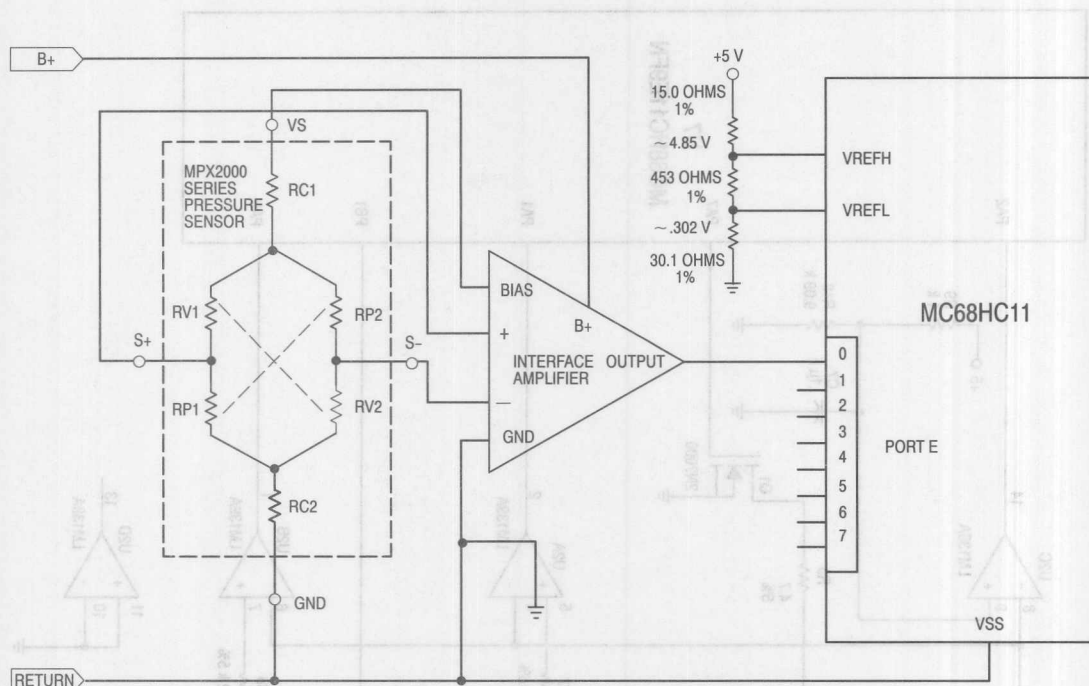 B+
VS
MPX2000
SERIES
PRESSURE
SENSOR
RC1
RV1
RP2
S+
S–
RP1
RV2
RC2
GND
RETURN
BIAS
+
B+
INTERFACE OUTPUT
AMPLIFIER
—
GND
+5 V
15.0 OHMS
1%
~ 4.85 V
453 OHMS
1%
~ .302 V
30.1 OHMS
1%
VREFH
VREFL
MC68HC11
0
1
2
3
4
5
6
7
PORT E
VSS